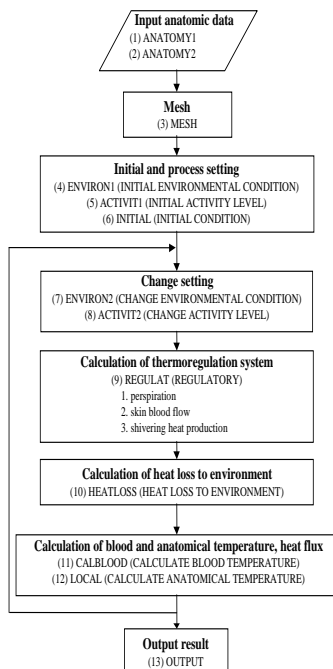 Input anatomic data
(1) ANATOMY1
(2) ANATOMY2
Mesh
(3) MESH
Initial and process setting
(4) ENVIRON1 (INITIAL ENVIRONMENTAL CONDITION)
(5) ACTIVIT1 (INITIAL ACTIVITY LEVEL)
(6) INITIAL (INITIAL CONDITION)
Change setting
(7) ENVIRON2 (CHANGE ENVIRONMENTAL CONDITION)
(8) ACTIVIT2 (CHANGE ACTIVITY LEVEL)
Calculation of thermoregulation system
(9) REGULAT (REGULATORY)
1. perspiration
2. skin blood flow
3. shivering heat production
Calculation of heat loss to environment
(10) HEATLOSS (HEAT LOSS TO ENVIRONMENT)
Calculation of blood and anatomical temperature, heat flux
(11) CALBLOOD (CALCULATE BLOOD TEMPERATURE)
(12) LOCAL (CALCULATE ANATOMICAL TEMPERATURE)
Output result
(13) OUTPUT